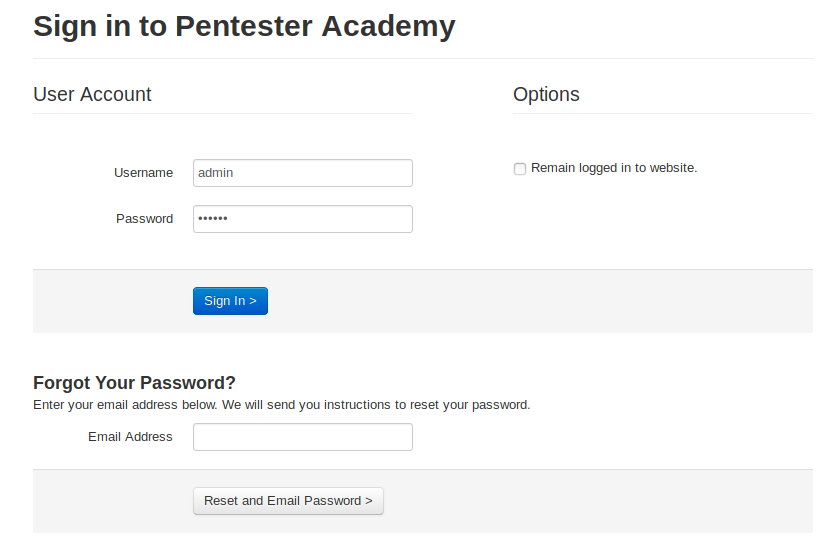 Sign in to Pentester Academy
User Account
Options
Username
admin
Remain logged in to website.
Password
••••••
Sign In >
Forgot Your Password?
Enter your email address below. We will send you instructions to reset your password.
Email Address
Reset and Email Password >